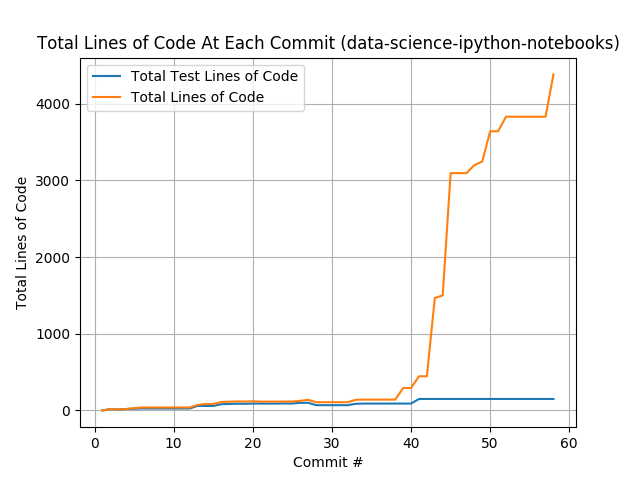 Total Lines of Code At Each Commit (data-science-ipython-notebooks)
Total Test Lines of Code
Total Lines of Code
4000
3000
2000
1000
0
Total Lines of Code
0 10 20 30 40 50 60
Commit #